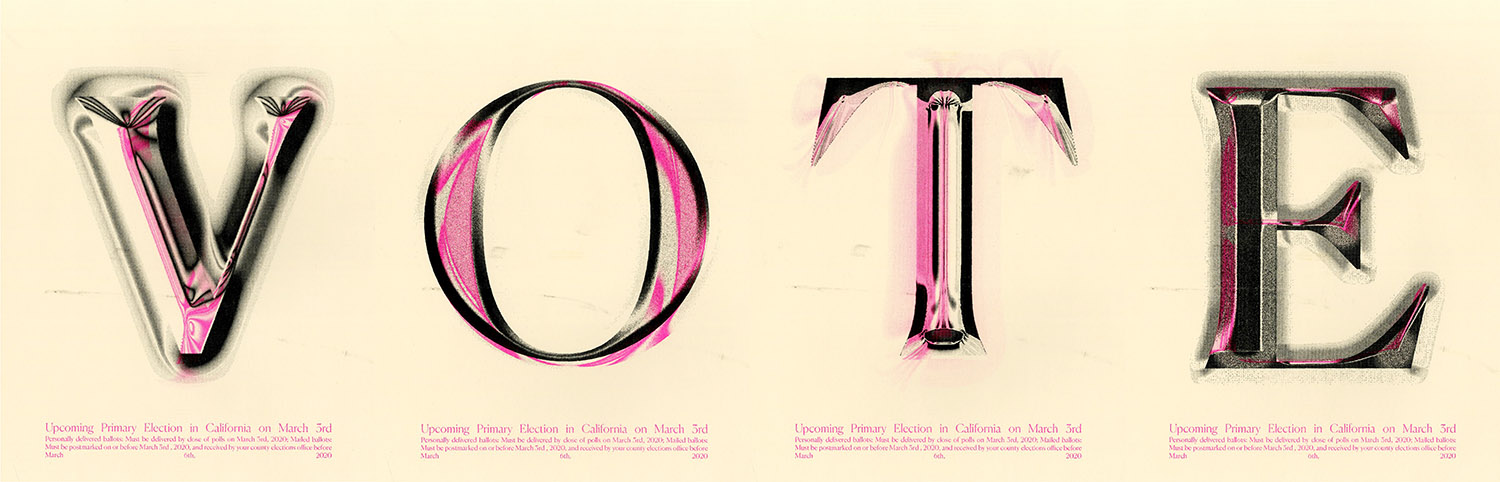 V O T E
Upcoming Primary Election in California on March 3rd
Personally delivered ballots: Must be delivered by close of polls on March 3rd, 2020; Mailed ballots:
Must be postmarked on or before March 3rd , 2020, and received by your county elections office before
March 6th, 2020
Upcoming Primary Election in California on March 3rd
Personally delivered ballots: Must be delivered by close of polls on March 3rd, 2020; Mailed ballots:
Must be postmarked on or before March 3rd , 2020, and received by your county elections office before
March 6th, 2020
Upcoming Primary Election in California on March 3rd
Personally delivered ballots: Must be delivered by close of polls on March 3rd, 2020; Mailed ballots:
Must be postmarked on or before March 3rd , 2020, and received by your county elections office before
March 6th, 2020
Upcoming Primary Election in California on March 3rd
Personally delivered ballots: Must be delivered by close of polls on March 3rd, 2020; Mailed ballots:
Must be postmarked on or before March 3rd , 2020, and received by your county elections office before
March 6th, 2020